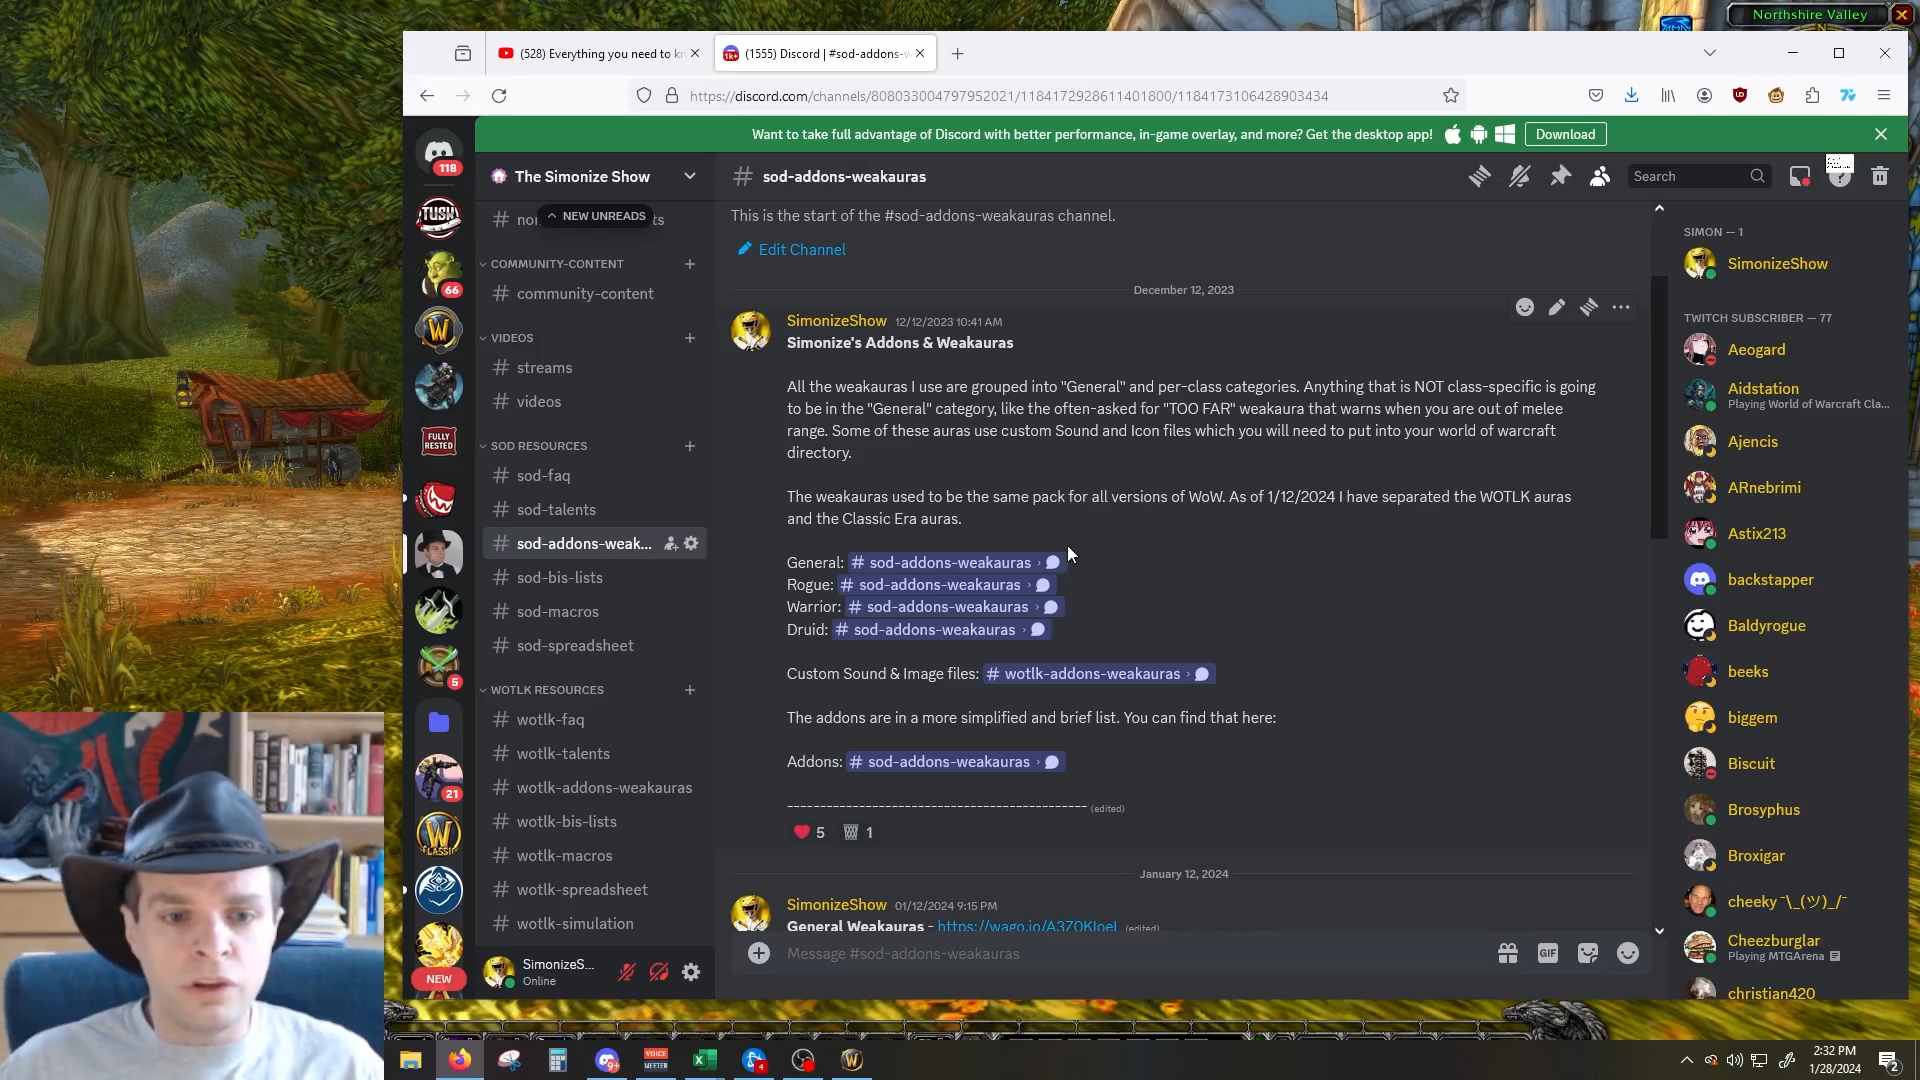 Northshire Valley
(528) Everything you need to kn
(1555) Discord | #sod-addons-w
https://discord.com/channels/808033004797952021/1184172928611401800/1184173106428903434
Want to take full advantage of Discord with better performance, in-game overlay, and more? Get the desktop app!
Download
118
TUSH
66
FULLY
RESTED
5
21
CLASSIC
NEW
The Simonize Show
NEW UNREADS
COMMUNITY-CONTENT
# community-content
VIDEOS
# streams
# videos
SOD RESOURCES
# sod-faq
# sod-talents
# sod-addons-weak...
# sod-bis-lists
# sod-macros
# sod-spreadsheet
WOTLK RESOURCES
# wotlk-faq
# wotlk-talents
# wotlk-addons-weakauras
# wotlk-bis-lists
# wotlk-macros
# wotlk-spreadsheet
# wotlk-simulation
SimonizeS...
Online
# sod-addons-weakauras
Search
This is the start of the #sod-addons-weakauras channel.
Edit Channel
December 12, 2023
SimonizeShow 12/12/2023 10:41 AM
Simonize's Addons & Weakauras
All the weakauras I use are grouped into "General" and per-class categories. Anything that is NOT class-specific is going
to be in the "General" category, like the often-asked for "TOO FAR" weakaura that warns when you are out of melee
range. Some of these auras use custom Sound and Icon files which you will need to put into your world of warcraft
directory.
The weakauras used to be the same pack for all versions of WoW. As of 1/12/2024 I have separated the WOTLK auras
and the Classic Era auras.
General: # sod-addons-weakauras ›
Rogue: # sod-addons-weakauras ›
Warrior: # sod-addons-weakauras ›
Druid: # sod-addons-weakauras ›
Custom Sound & Image files: # wotlk-addons-weakauras ›
The addons are in a more simplified and brief list. You can find that here:
Addons: # sod-addons-weakauras ›
----------------------------------------------- (edited)
5
1
January 12, 2024
SimonizeShow 01/12/2024 9:15 PM
General Weakauras - https://wago.io/A3Z0KJoeL (edited)
Message #sod-addons-weakauras
GIF
SIMON — 1
SimonizeShow
TWITCH SUBSCRIBER — 77
Aeogard
Aidstation
Playing World of Warcraft Cla...
Ajencis
ARnebrimi
Astix213
backstapper
Baldyrogue
beeks
biggem
Biscuit
Brosyphus
Broxigar
cheeky ¯\_(ツ)_/¯
Cheezburglar
Playing MTGArena
christian420
VOICE
MEETER
9+
4
2:32 PM
1/28/2024
2